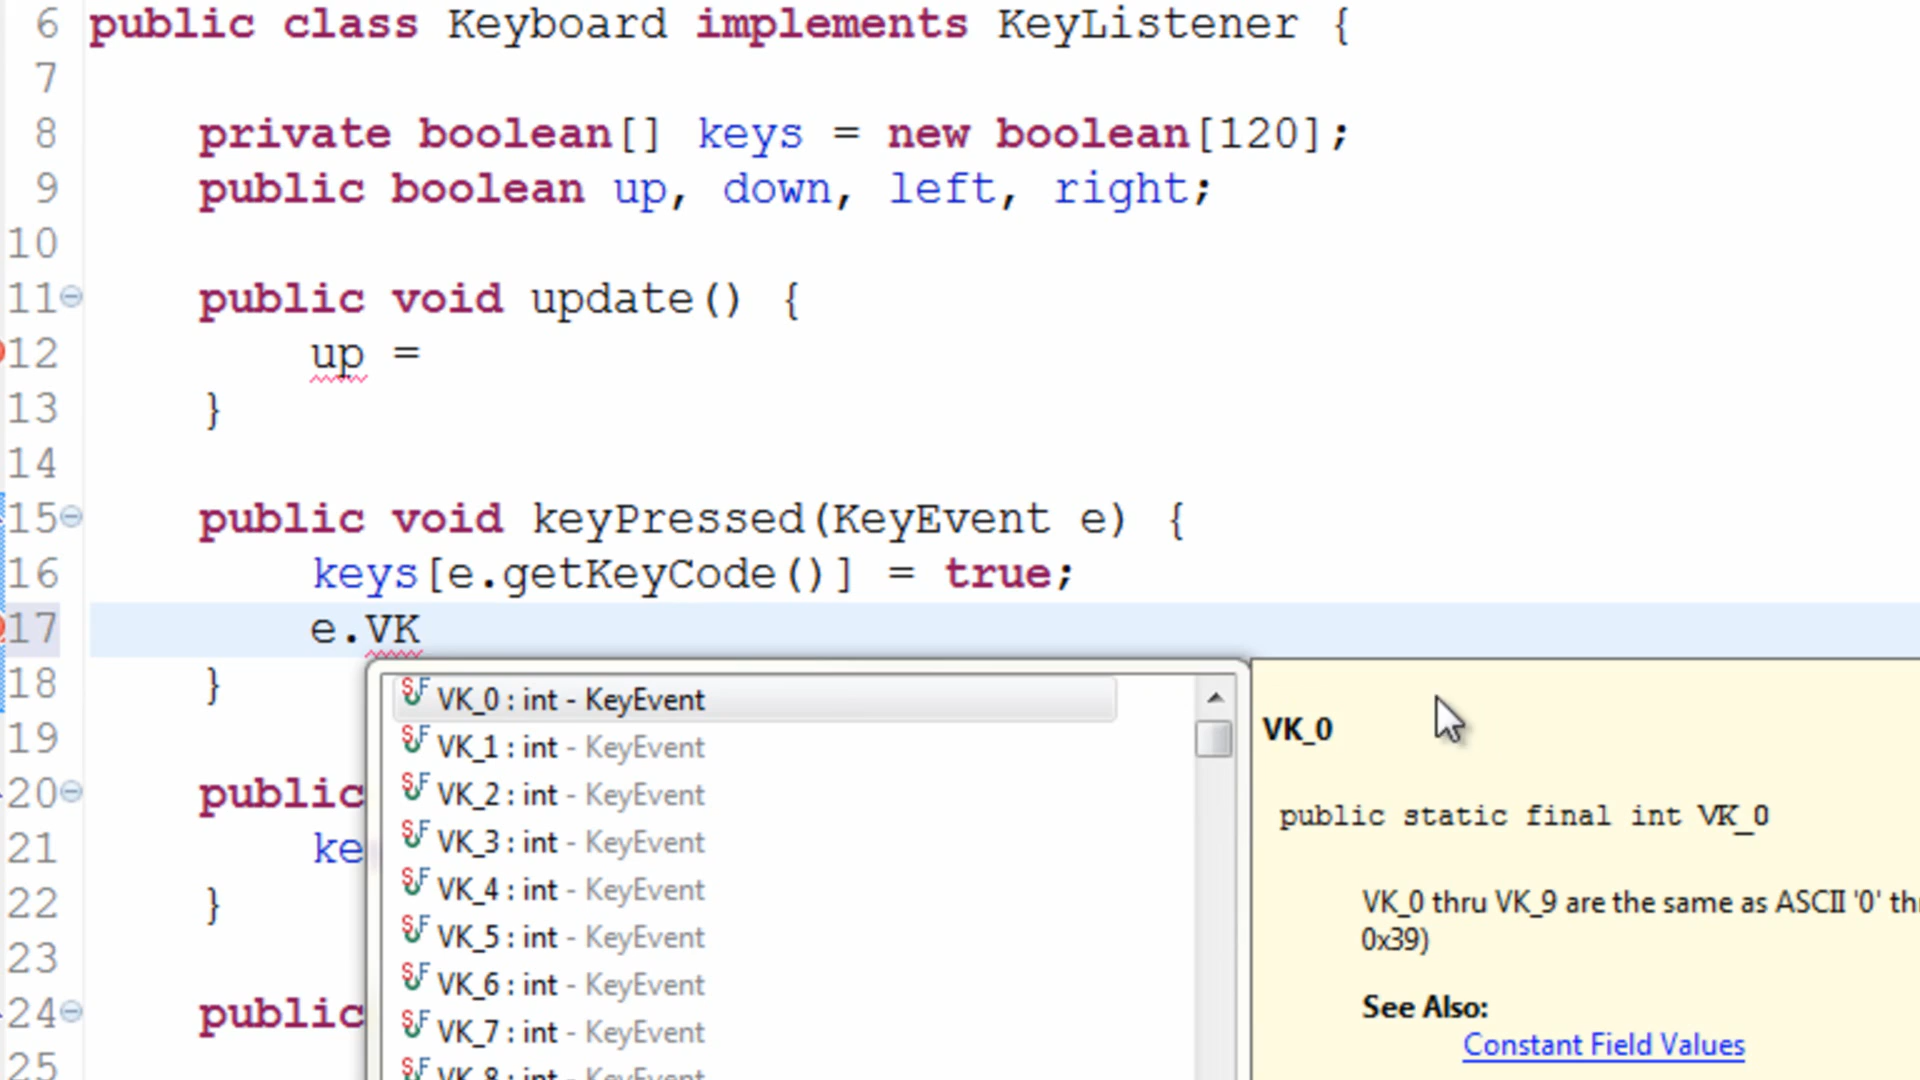 6 public class Keyboard implements KeyListener {
7
8 private boolean[] keys = new boolean[120];
9 public boolean up, down, left, right;
10
11 public void update() {
12 up =
13 }
14
15 public void keyPressed(KeyEvent e) {
16 keys[e.getKeyCode()] = true;
17 e.VK
18 }
19
20 public
21 ke
22 }
23
24 public
25
VK_0 : int - KeyEvent
VK_1 : int - KeyEvent
VK_2 : int - KeyEvent
VK_3 : int - KeyEvent
VK_4 : int - KeyEvent
VK_5 : int - KeyEvent
VK_6 : int - KeyEvent
VK_7 : int - KeyEvent
VK_8 : int - KeyEvent
VK_0
public static final int VK_0
VK_0 thru VK_9 are the same as ASCII '0' th
0x39)
See Also:
Constant Field Values